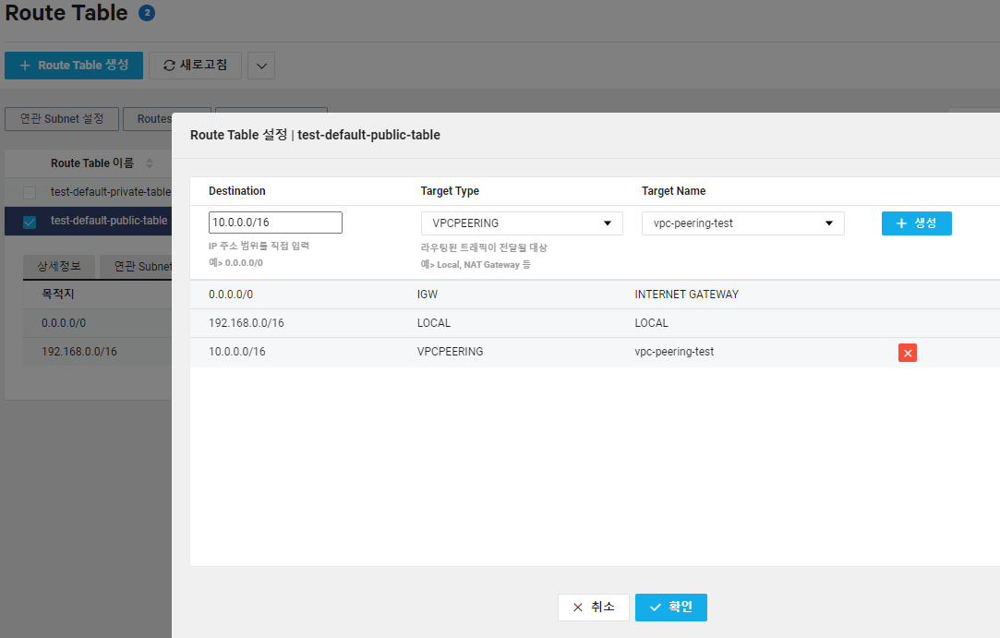 Route Table 2
+ Route Table 생성 새로고침
연관 Subnet 설정 Routes
Route Table 이름
test-default-private-table
test-default-public-table
상세정보 연관 Subnet
목적지
0.0.0.0/0
192.168.0.0/16
Route Table 설정 | test-default-public-table
Destination Target Type Target Name
10.0.0.0/16 VPCPEERING vpc-peering-test + 생성
IP 주소 범위를 직접 입력 라우팅된 트래픽이 전달될 대상
예> 0.0.0.0/0 예> Local, NAT Gateway 등
0.0.0.0/0 IGW INTERNET GATEWAY
192.168.0.0/16 LOCAL LOCAL
10.0.0.0/16 VPCPEERING vpc-peering-test
취소 확인